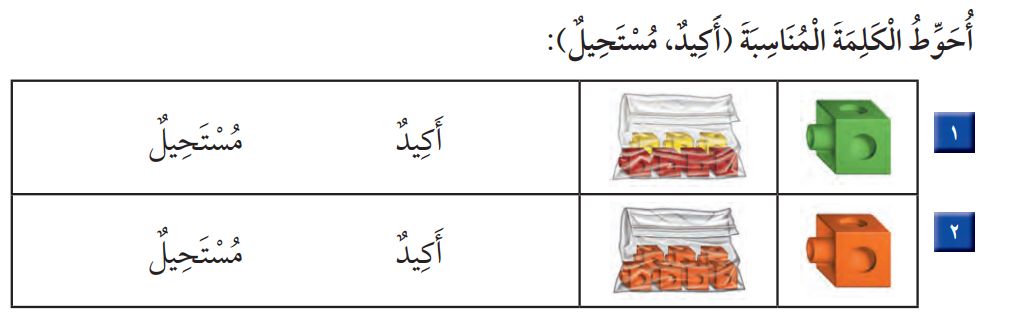 أُحَوِّطُ الْكَلِمَةَ الْمُنَاسِبَةَ (أَكِيدٌ، مُسْتَحِيلٌ):
١ أَكِيدٌ مُسْتَحِيلٌ
٢ أَكِيدٌ مُسْتَحِيلٌ